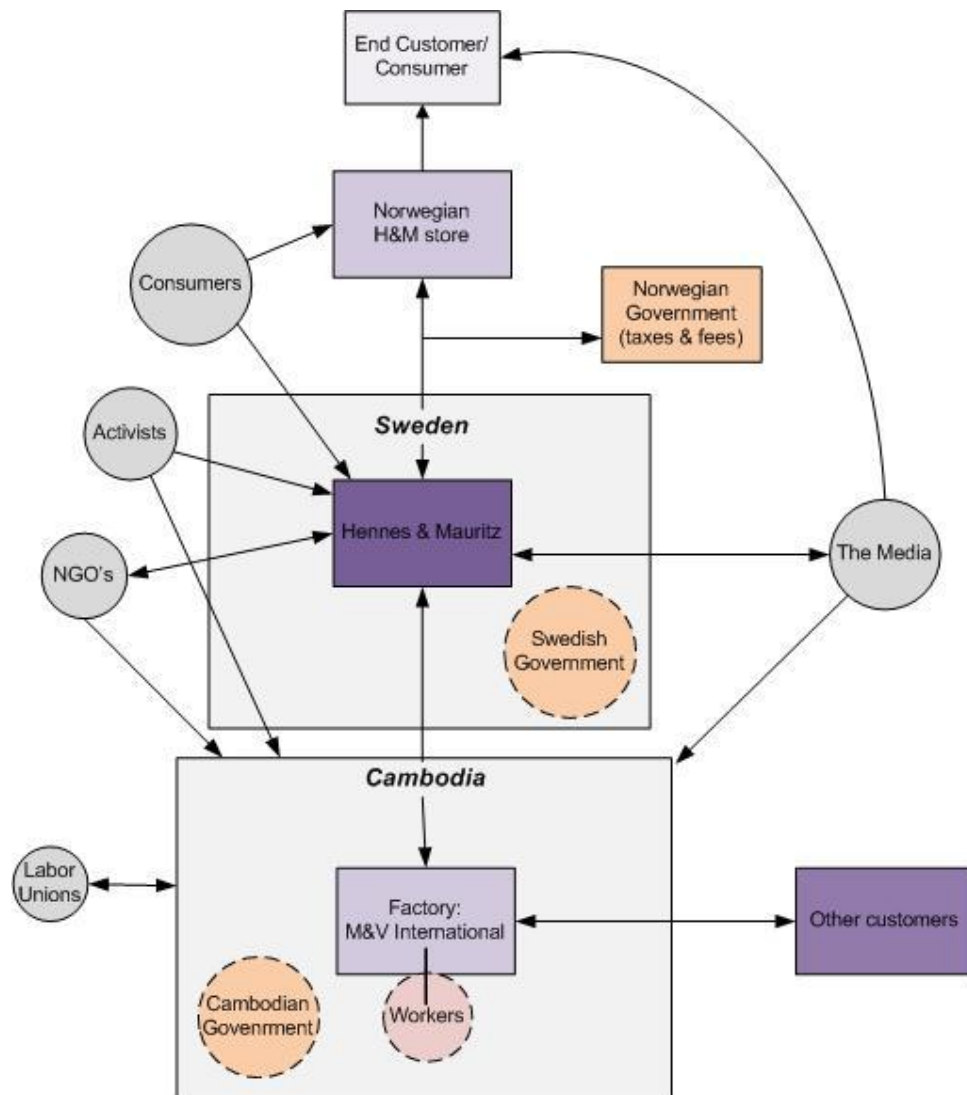 End Customer/
Consumer
Norwegian
H&M store
Consumers
Norwegian
Government
(taxes & fees)
Sweden
Activists
Hennes & Mauritz
The Media
NGO's
Swedish
Government
Cambodia
Labor
Unions
Factory:
M&V International
Other customers
Cambodian
Govenrment
Workers